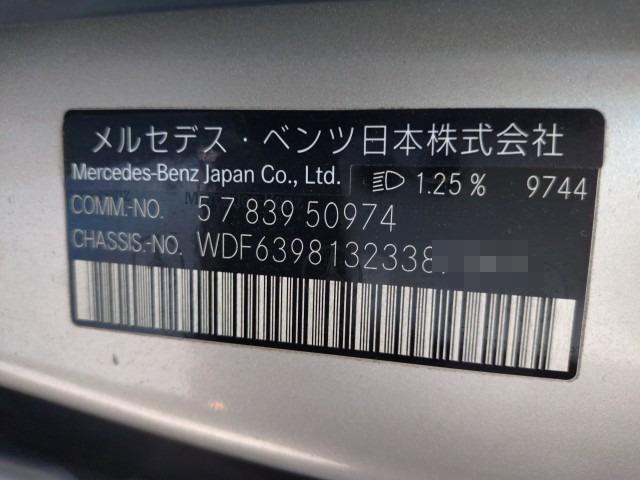 メルセデス・ベンツ日本株式会社
Mercedes-Benz Japan Co., Ltd. 1.25% 9744
COMM.-NO. 5 7 839 50974
CHASSIS.-NO. WDF6398132338